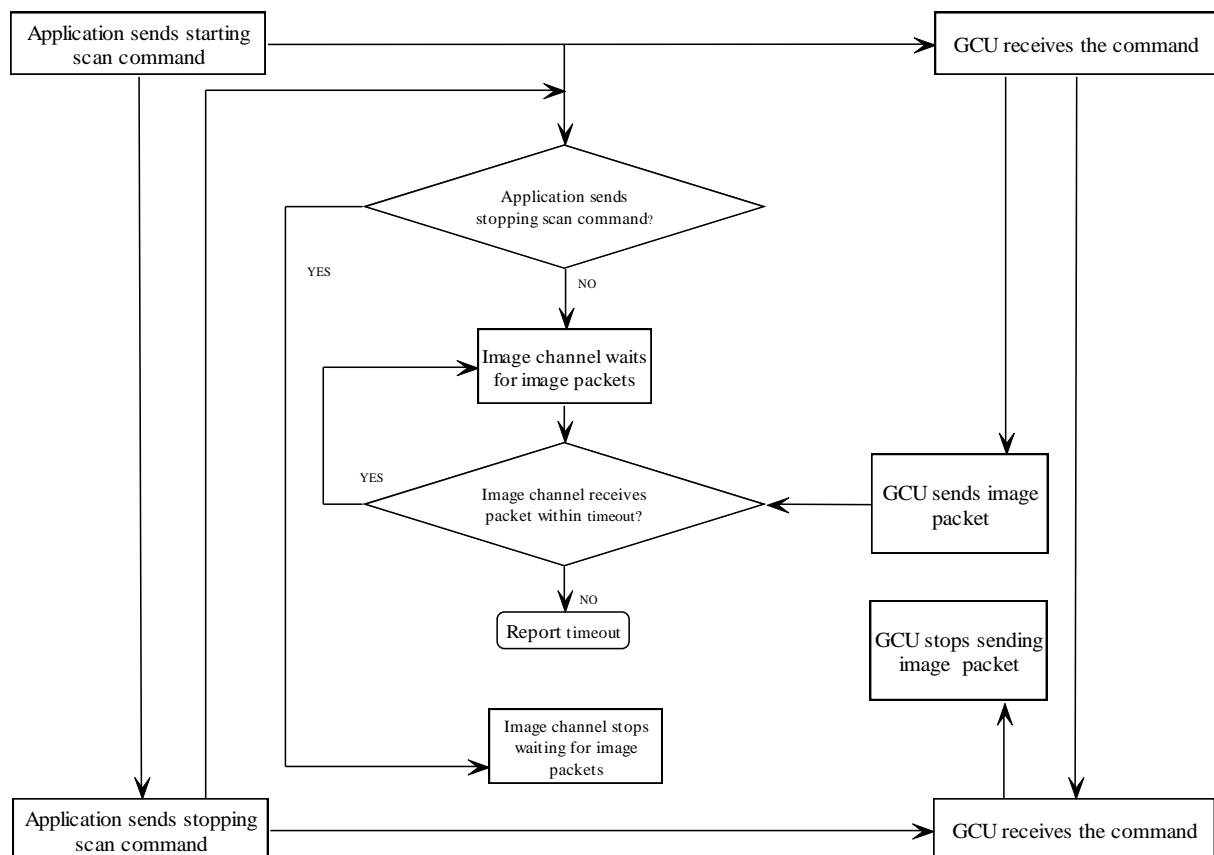 Application sends starting
scan command
GCU receives the command
Application sends
stopping scan command?
YES
NO
Image channel waits
for image packets
YES
Image channel receives
packet within timeout?
GCU sends image
packet
NO
Report timeout
GCU stops sending
image packet
Image channel stops
waiting for image
packets
Application sends stopping
scan command
GCU receives the command